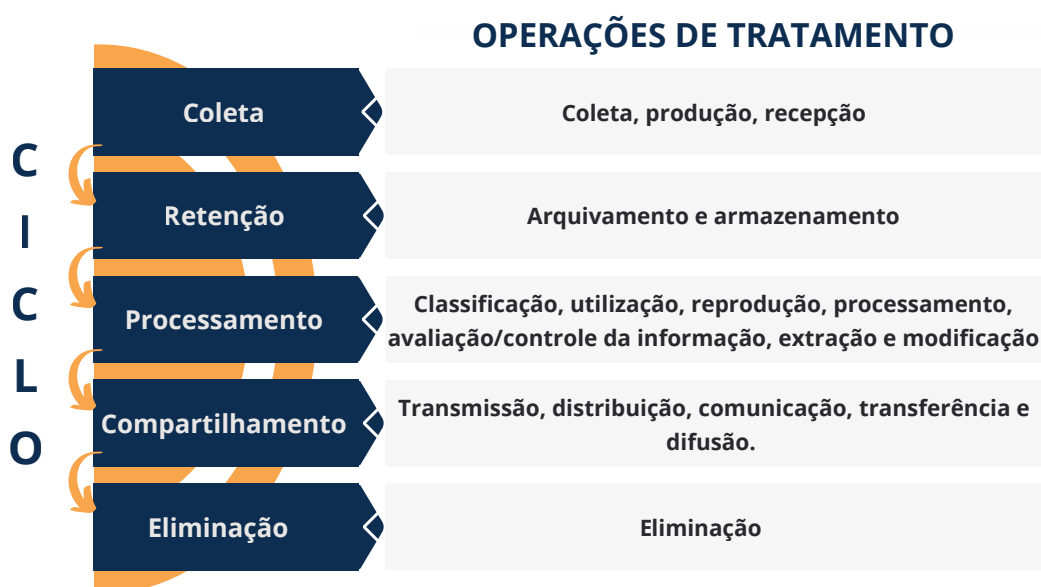 OPERAÇÕES DE TRATAMENTO
C
I
C
L
O
Coleta
Coleta, produção, recepção
Retenção
Arquivamento e armazenamento
Processamento
Classificação, utilização, reprodução, processamento,
avaliação/controle da informação, extração e modificação
Compartilhamento
Transmissão, distribuição, comunicação, transferência e
difusão.
Eliminação
Eliminação